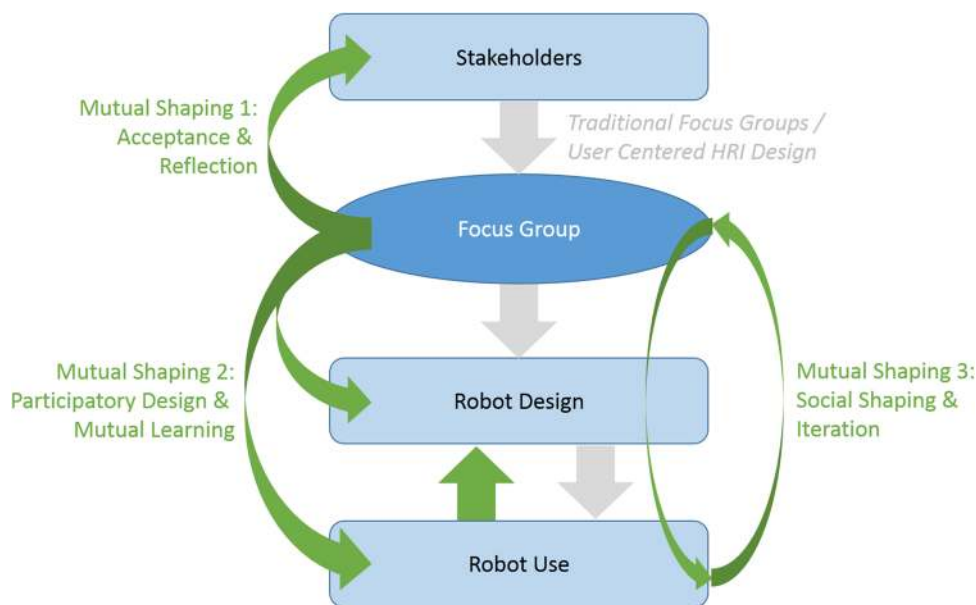 Stakeholders
Mutual Shaping 1:
Acceptance &
Reflection
Traditional Focus Groups /
User Centered HRI Design
Focus Group
Mutual Shaping 2:
Participatory Design &
Mutual Learning
Robot Design
Mutual Shaping 3:
Social Shaping &
Iteration
Robot Use